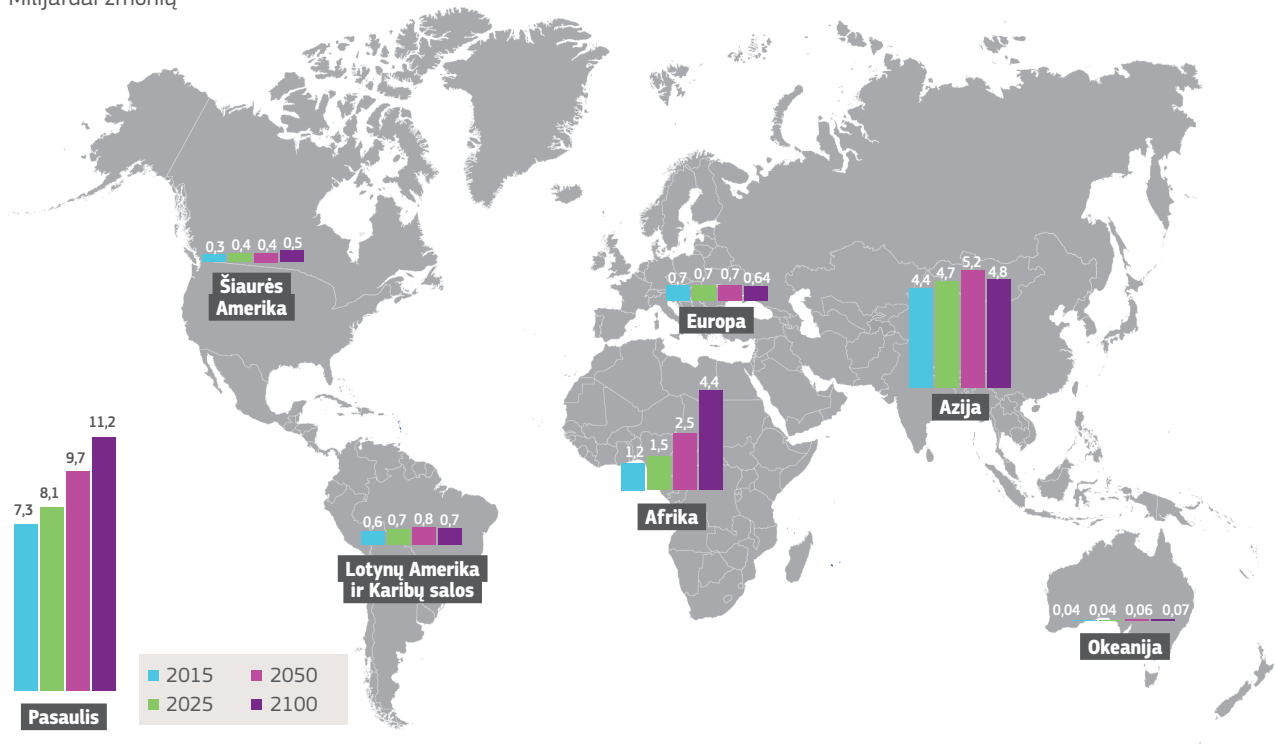 Milijardai žmonių
0,3 0,4 0,4 0,5
Šiaurės
Amerika
0,7 0,7 0,7 0,64
Europa
4,4 4,7 5,2 4,8
Azija
1,2 1,5 2,5 4,4
Afrika
7,3 8,1 9,7 11,2
Pasaulis
0,6 0,7 0,8 0,7
Lotynų Amerika
ir Karibų salos
0,04 0,04 0,06 0,07
Okeanija
2015 2050
2025 2100